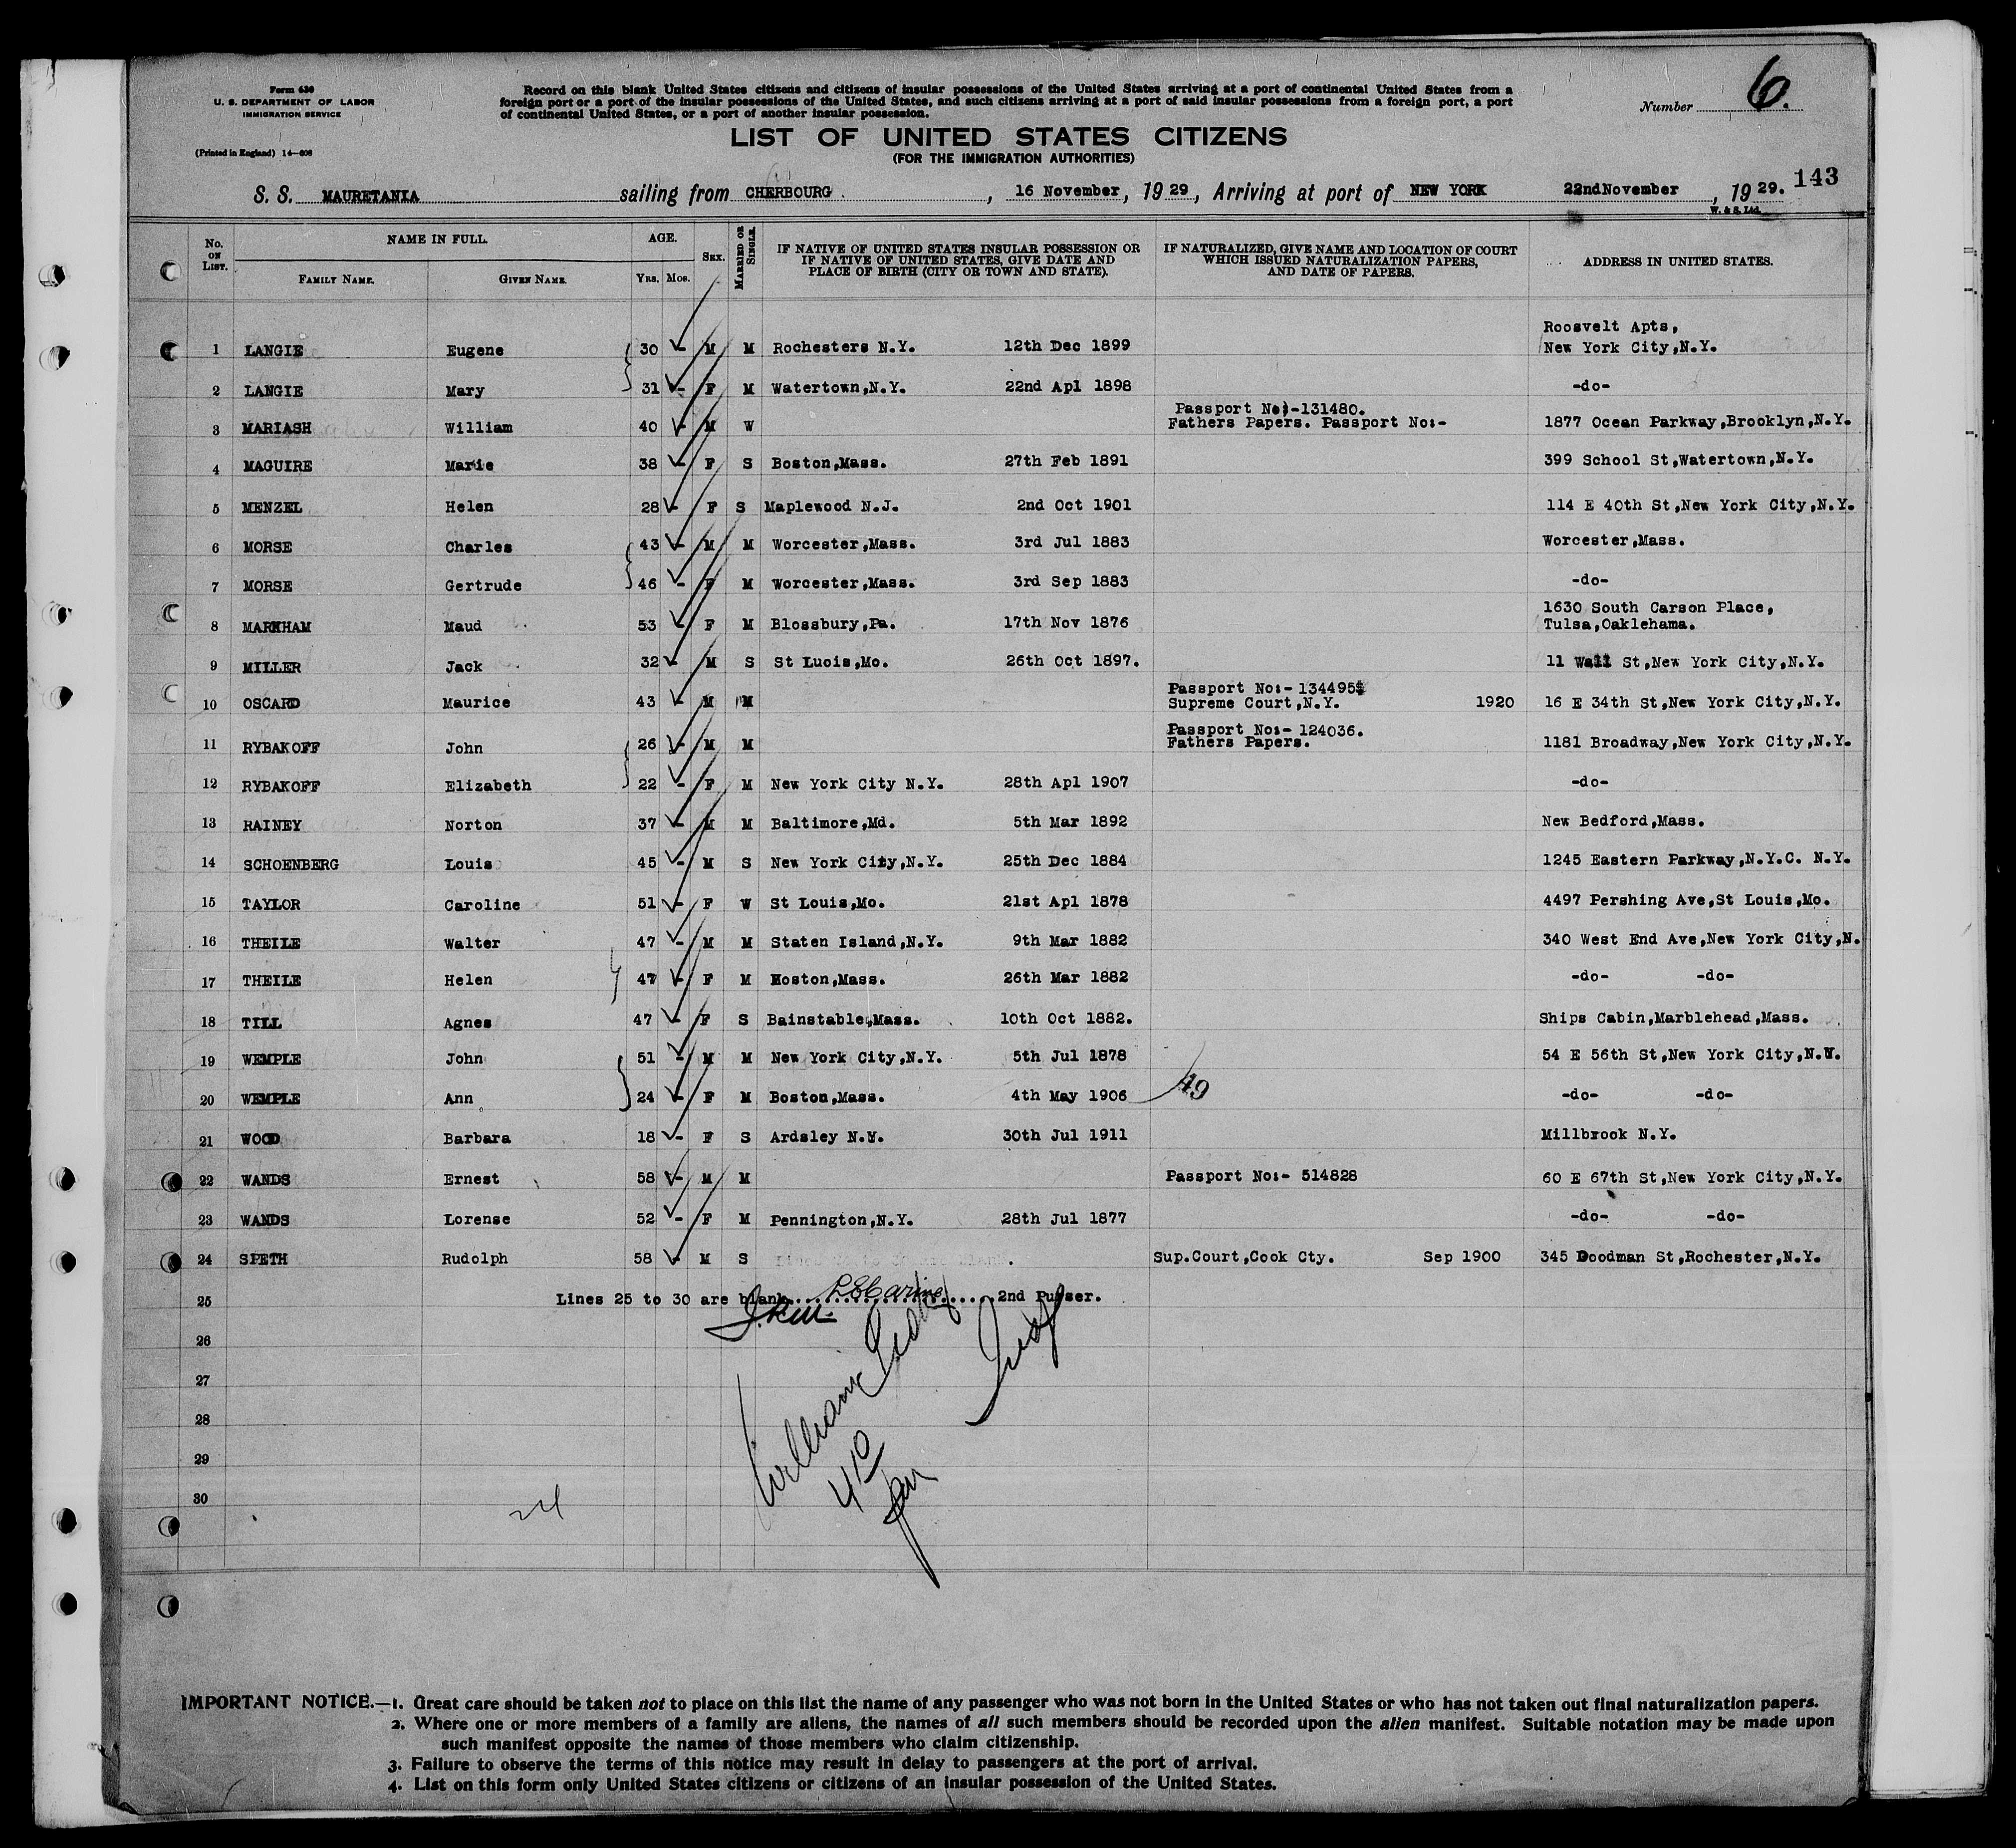 Form 630
U. S. DEPARTMENT OF LABOR
IMMIGRATION SERVICE
(Printed in England) 14—608
Record on this blank United States citizens and citizens of insular possessions of the United States arriving at a port of continental United States from a
foreign port or a port of the insular possessions of the United States, and such citizens arriving at a port of said insular possessions from a foreign port, a port
of continental United States, or a port of another insular possession.
Number 6.
LIST OF UNITED STATES CITIZENS
(FOR THE IMMIGRATION AUTHORITIES)
S. S. MAURETANIA sailing from CHERBOURG , 16 November, 1929, Arriving at port of NEW YORK 22ndNovember , 1929. 143
W. & S. Ltd.
No. ON LIST. NAME IN FULL. AGE. SEX. MARRIED OR SINGLE. IF NATIVE OF UNITED STATES INSULAR POSSESSION OR IF NATIVE OF UNITED STATES, GIVE DATE AND PLACE OF BIRTH (CITY OR TOWN AND STATE). IF NATURALIZED, GIVE NAME AND LOCATION OF COURT WHICH ISSUED NATURALIZATION PAPERS, AND DATE OF PAPERS. ADDRESS IN UNITED STATES.
FAMILY NAME. GIVEN NAME. YRS. MOS.
Roosvelt Apts,
1 LANGIE Eugene 30 - M M Rochesters N.Y. 12th Dec 1899 New York City,N.Y.
2 LANGIE Mary 31 - F M Watertown,N.Y. 22nd Apl 1898 -do-
Passport No:-131480.
3 MARIASH William 40 - M W Fathers Papers. Passport No:- 1877 Ocean Parkway,Brooklyn,N.Y.
4 MAGUIRE Marie 38 - F S Boston,Mass. 27th Feb 1891 399 School St,Watertown,N.Y.
5 MENZEL Helen 28 - F S Maplewood N.J. 2nd Oct 1901 114 E 40th St,New York City,N.Y.
6 MORSE Charles 43 - M M Worcester,Mass. 3rd Jul 1883 Worcester,Mass.
7 MORSE Gertrude 46 - F M Worcester,Mass. 3rd Sep 1883 -do-
1630 South Carson Place,
8 MARKHAM Maud 53 - F M Blossbury,Pa. 17th Nov 1876 Tulsa,Oaklehama.
9 MILLER Jack 32 - M S St Luois,Mo. 26th Oct 1897. 11 Wall St,New York City,N.Y.
Passport No:- 134495
10 OSCARD Maurice 43 - M M Supreme Court,N.Y. 1920 16 E 34th St,New York City,N.Y.
Passport No:- 124036.
11 RYBAKOFF John 26 - M M Fathers Papers. 1181 Broadway,New York City,N.Y.
12 RYBAKOFF Elizabeth 22 - F M New York City N.Y. 28th Apl 1907 -do-
13 RAINEY Norton 37 - M M Baltimore,Md. 5th Mar 1892 New Bedford,Mass.
14 SCHOENBERG Louis 45 - M S New York City,N.Y. 25th Dec 1884 1245 Eastern Parkway,N.Y.C. N.Y.
15 TAYLOR Caroline 51 - F W St Louis,Mo. 21st Apl 1878 4497 Pershing Ave,St Louis,Mo.
16 THEILE Walter 47 - M M Staten Island,N.Y. 9th Mar 1882 340 West End Ave,New York City,N.
17 THEILE Helen 47 - F M Hoston,Mass. 26th Mar 1882 -do- -do-
18 TILL Agnes 47 - F S Bainstable,Mass. 10th Oct 1882. Ships Cabin,Marblehead,Mass.
19 WEMPLE John 51 - M M New York City,N.Y. 5th Jul 1878 54 E 56th St,New York City,N.Y.
20 WEMPLE Ann 24 - F M Boston,Mass. 4th May 1906 49 -do- -do-
21 WOOD Barbara 18 - F S Ardsley N.Y. 30th Jul 1911 Millbrook N.Y.
22 WANDS Ernest 58 - M M Passport No:- 514828 60 E 67th St,New York City,N.Y.
23 WANDS Lorense 52 - F M Pennington,N.Y. 28th Jul 1877 -do- -do-
24 SPETH Rudolph 58 - M S Sup.Court,Cook Cty. Sep 1900 345 Doodman St,Rochester,N.Y.
25 Lines 25 to 30 are blank........................2nd Purser.
26
27
28
29
30
William
40
24
IMPORTANT NOTICE.—1. Great care should be taken not to place on this list the name of any passenger who was not born in the United States or who has not taken out final naturalization papers.
2. Where one or more members of a family are aliens, the names of all such members should be recorded upon the alien manifest. Suitable notation may be made upon
such manifest opposite the names of those members who claim citizenship.
3. Failure to observe the terms of this notice may result in delay to passengers at the port of arrival.
4. List on this form only United States citizens or citizens of an insular possession of the United States.